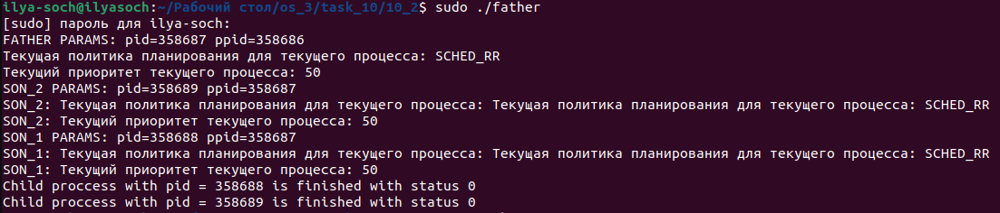 ilya-soch@ilyasoch:~/Рабочий стол/os_3/task_10/10_2$ sudo ./father
[sudo] пароль для ilya-soch:
FATHER PARAMS: pid=358687 ppid=358686
Текущая политика планирования для текущего процесса: SCHED_RR
Текущий приоритет текущего процесса: 50
SON_2 PARAMS: pid=358689 ppid=358687
SON_2: Текущая политика планирования для текущего процесса: Текущая политика планирования для текущего процесса: SCHED_RR
SON_2: Текущий приоритет текущего процесса: 50
SON_1 PARAMS: pid=358688 ppid=358687
SON_1: Текущая политика планирования для текущего процесса: Текущая политика планирования для текущего процесса: SCHED_RR
SON_1: Текущий приоритет текущего процесса: 50
Child proccess with pid = 358688 is finished with status 0
Child proccess with pid = 358689 is finished with status 0